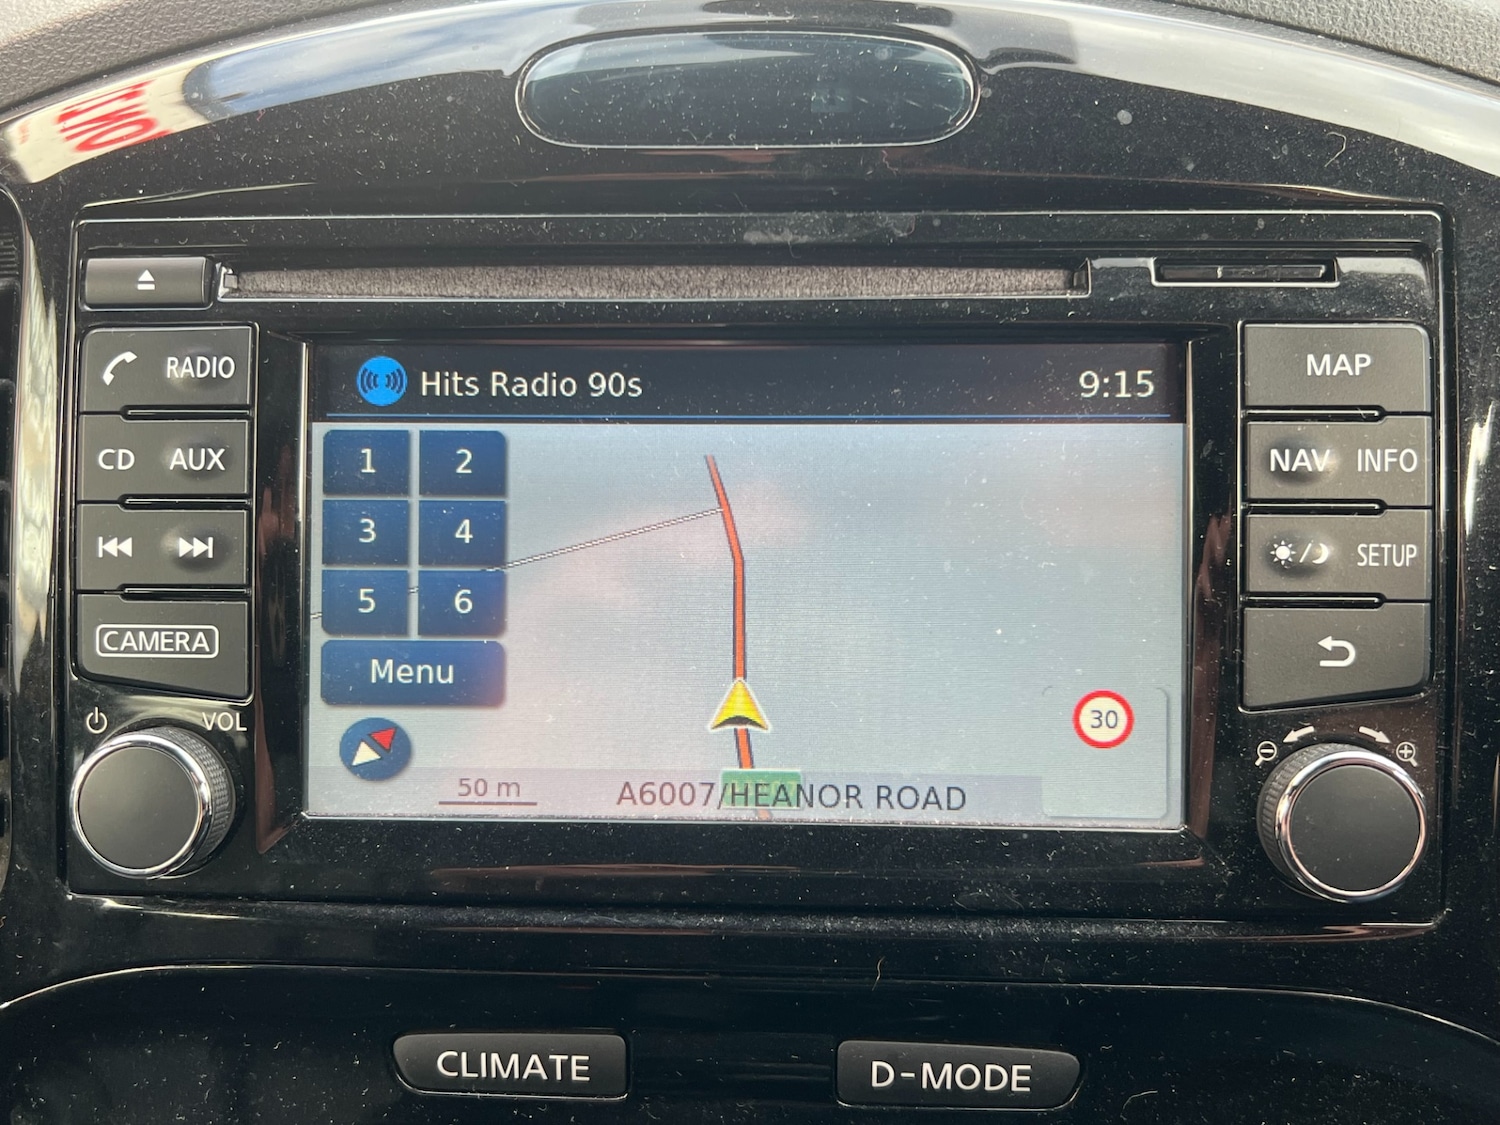 RADIO
CD AUX
CAMERA
VOL
Hits Radio 90s
9:15
1 2
3 4
5 6
Menu
30
50 m
A6007/HEANOR ROAD
MAP
NAV INFO
SETUP
CLIMATE
D-MODE